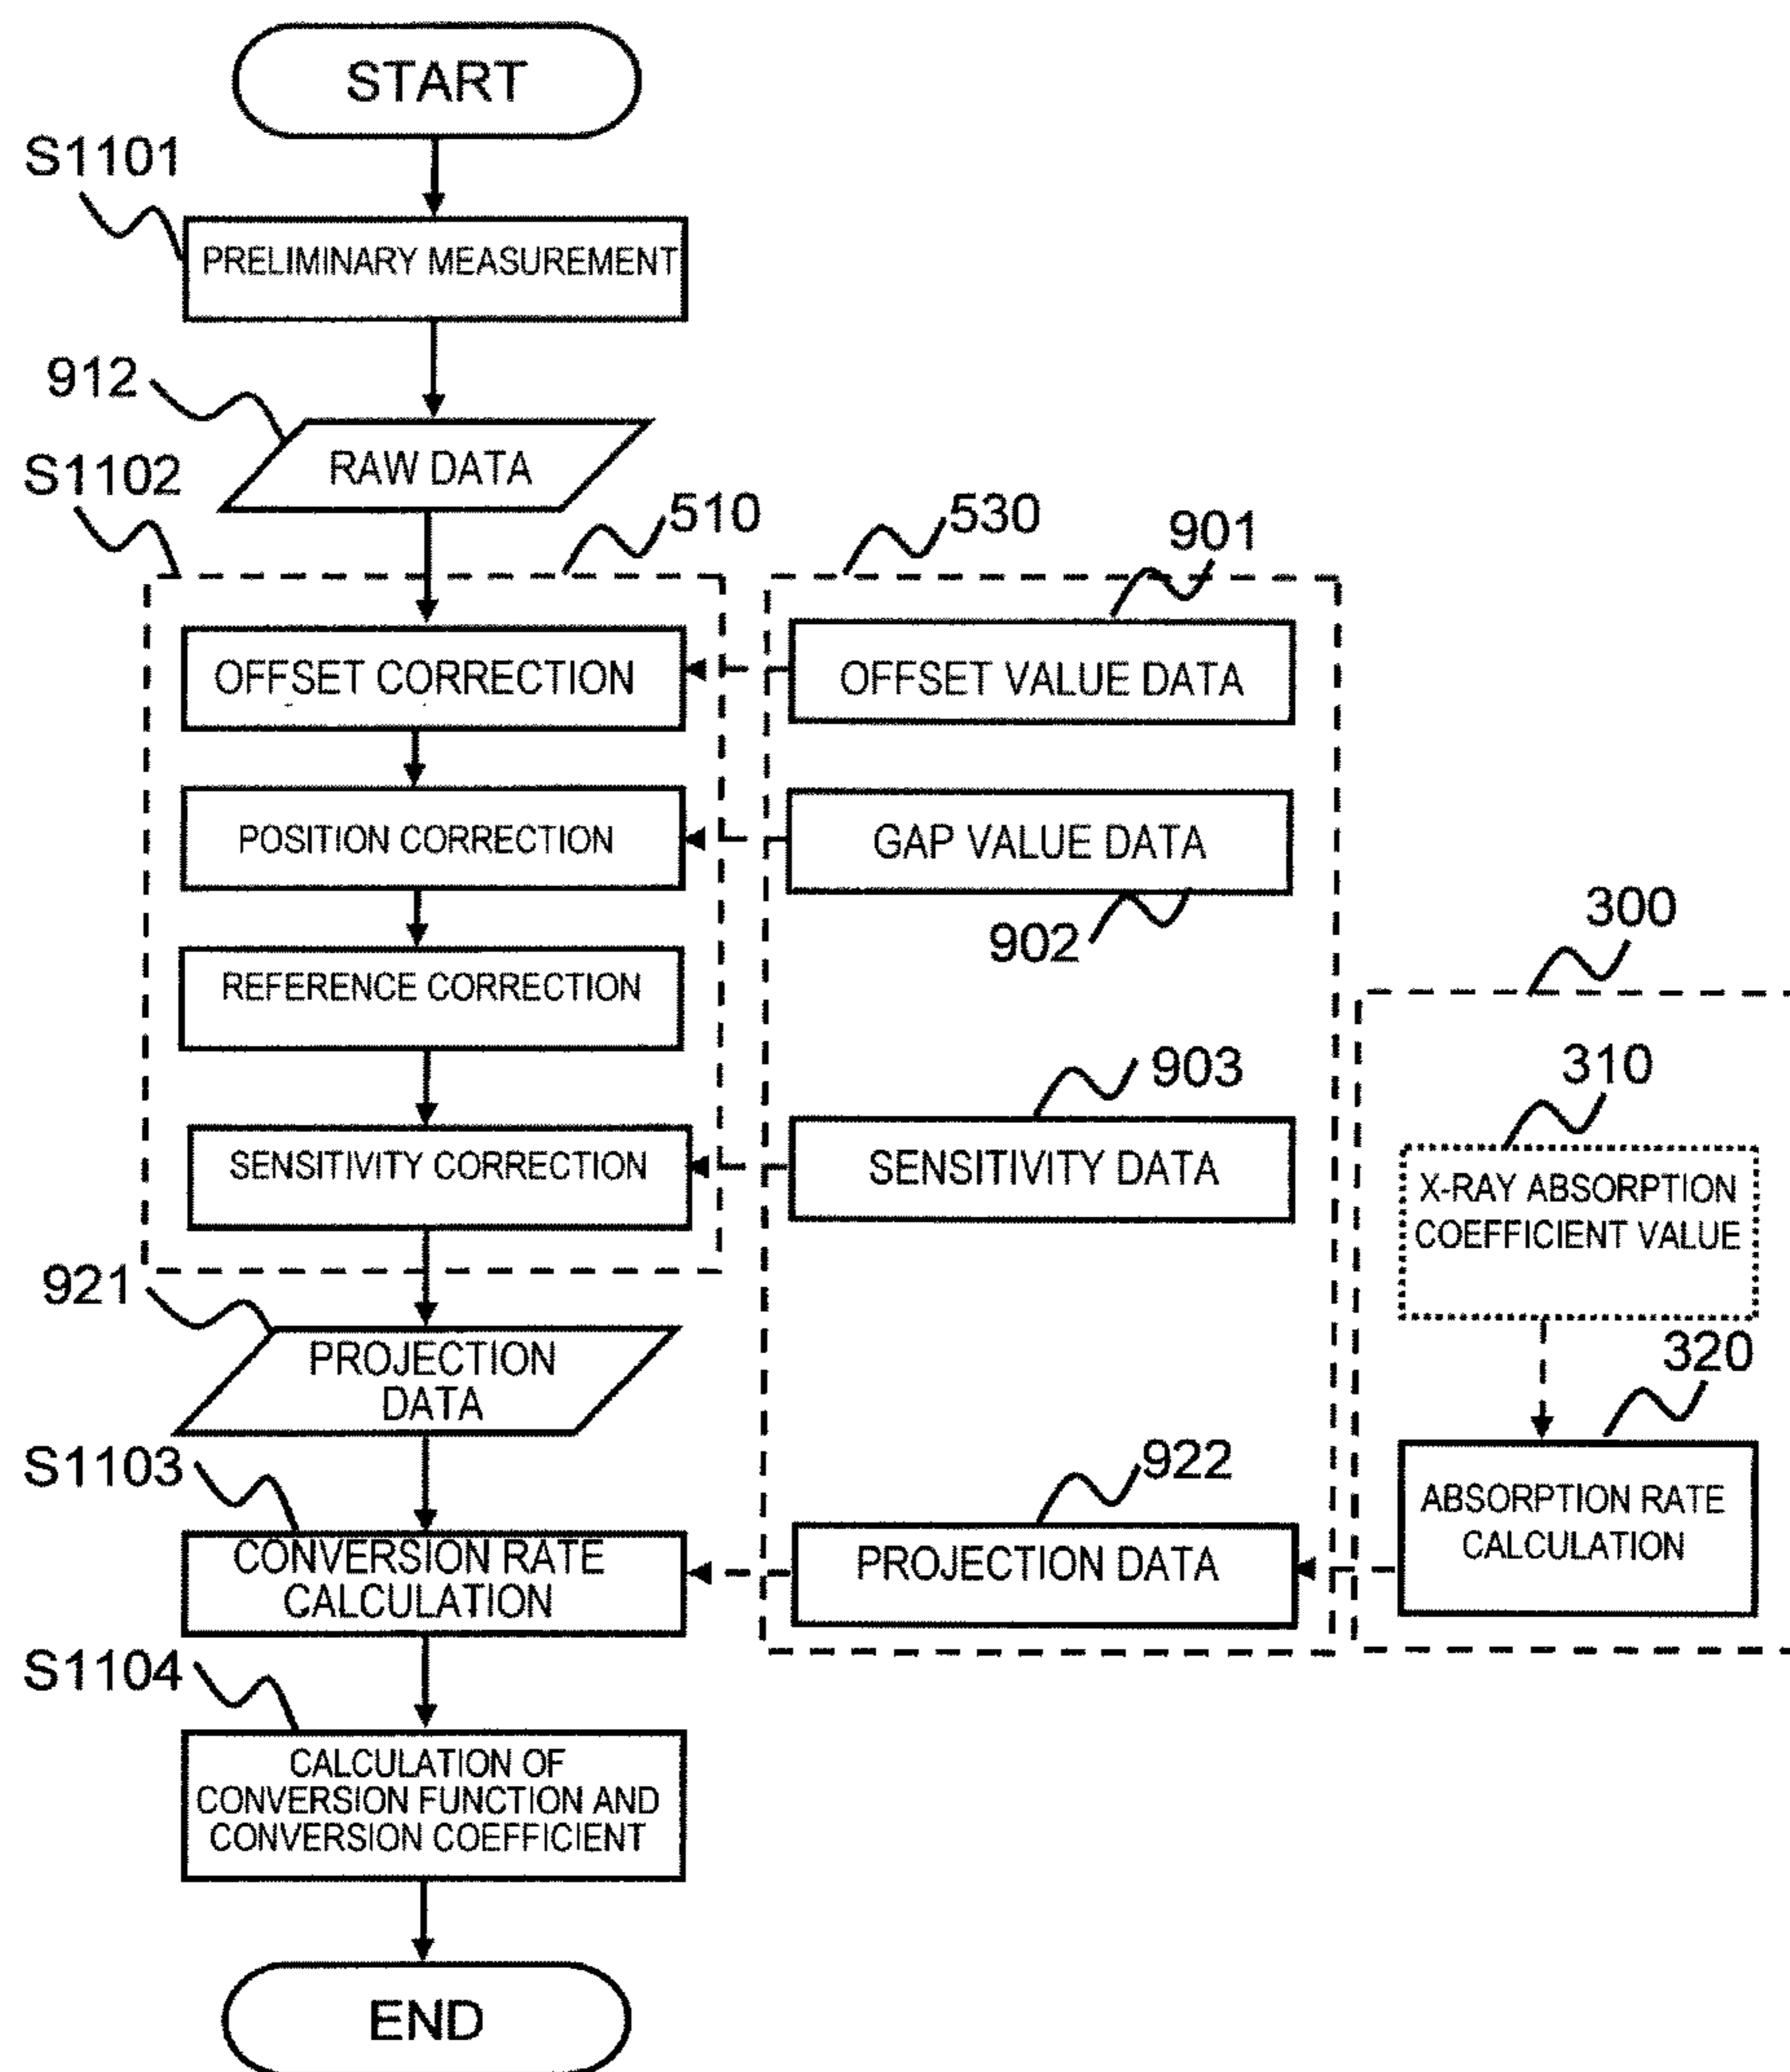 START
S1101
PRELIMINARY MEASUREMENT
912
RAW DATA
S1102
510
530
901
OFFSET CORRECTION
OFFSET VALUE DATA
POSITION CORRECTION
GAP VALUE DATA
902
300
REFERENCE CORRECTION
903
310
SENSITIVITY CORRECTION
SENSITIVITY DATA
X-RAY ABSORPTION
COEFFICIENT VALUE
921
320
PROJECTION
DATA
S1103
922
CONVERSION RATE
CALCULATION
PROJECTION DATA
ABSORPTION RATE
CALCULATION
S1104
CALCULATION OF
CONVERSION FUNCTION AND
CONVERSION COEFFICIENT
END